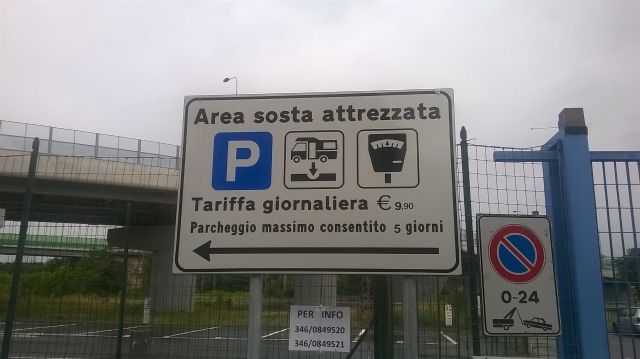 Area sosta attrezzata
P
Tariffa giornaliera € 9,90
Parcheggio massimo consentito 5 giorni
PER INFO
346/0849520
346/0849521
0-24